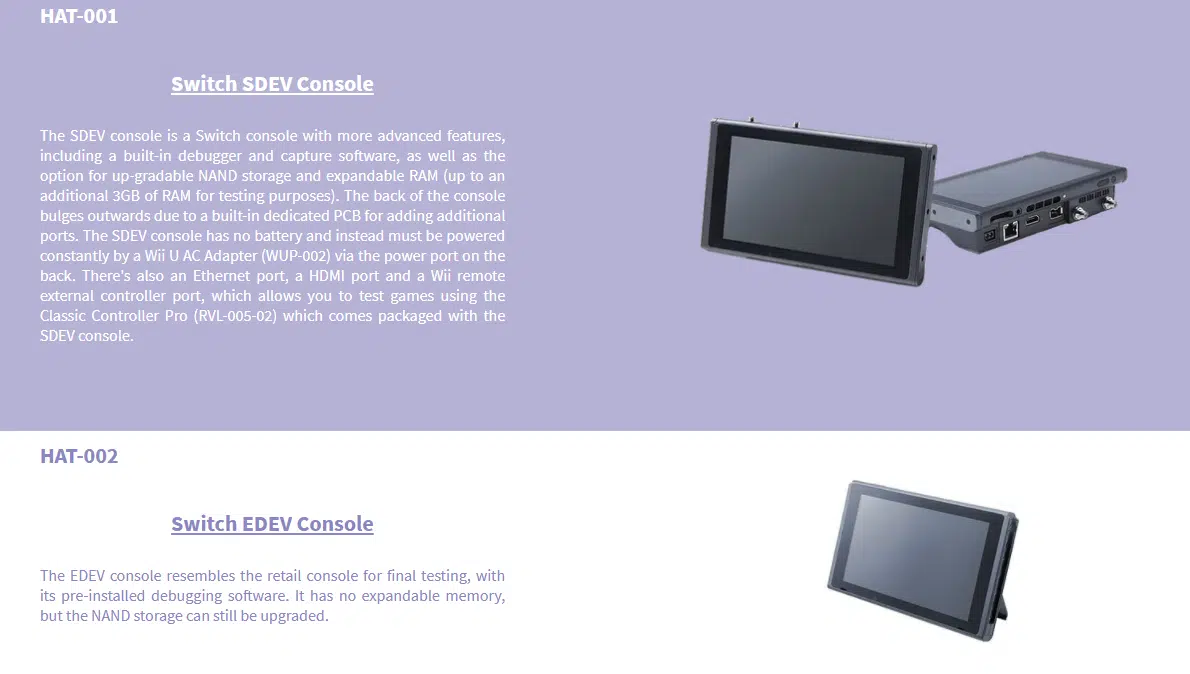 HAT-001
Switch SDEV Console
The SDEV console is a Switch console with more advanced features,
including a built-in debugger and capture software, as well as the
option for up-gradable NAND storage and expandable RAM (up to an
additional 3GB of RAM for testing purposes). The back of the console
bulges outwards due to a built-in dedicated PCB for adding additional
ports. The SDEV console has no battery and instead must be powered
constantly by a Wii U AC Adapter (WUP-002) via the power port on the
back. There's also an Ethernet port, a HDMI port and a Wii remote
external controller port, which allows you to test games using the
Classic Controller Pro (RVL-005-02) which comes packaged with the
SDEV console.
HAT-002
Switch EDEV Console
The EDEV console resembles the retail console for final testing, with
its pre-installed debugging software. It has no expandable memory,
but the NAND storage can still be upgraded.